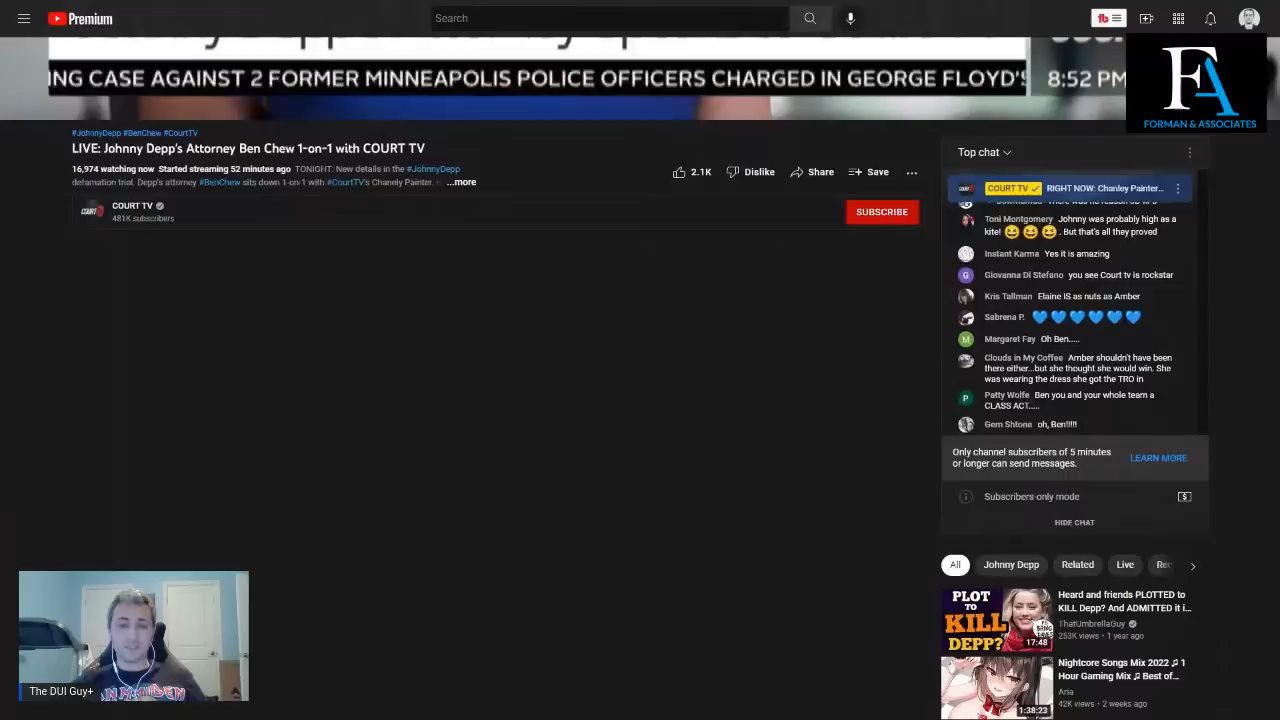 Premium
Search
ING CASE AGAINST 2 FORMER MINNEAPOLIS POLICE OFFICERS CHARGED IN GEORGE FLOYD'S
8:52 PM
FA
FORMAN & ASSOCIATES
#JohnnyDepp #BenChew #CourtTV
LIVE: Johnny Depp's Attorney Ben Chew 1-on-1 with COURT TV
16,974 watching now Started streaming 52 minutes ago TONIGHT: New details in the #JohnnyDepp
defamation trial. Depp's attorney #BenChew sits down 1-on-1 with #CourtTV's Chanely Painter. ...more
2.1K Dislike Share Save
COURT TV
481K subscribers
SUBSCRIBE
Top chat
COURT TV RIGHT NOW: Chanley Painter...
Toni Montgomery Johnny was probably high as a
kite! 😆 😆 😆 . But that's all they proved
Instant Karma Yes it is amazing
G Giovanna Di Stefano you see Court tv is rockstar
Kris Tallman Elaine IS as nuts as Amber
Sabrena P. 💙 💙 💙 💙 💙 💙
M Margaret Fay Oh Ben.....
Clouds in My Coffee Amber shouldn't have been
there either...but she thought she would win. She
was wearing the dress she got the TRO in
P Patty Wolfe Ben you and your whole team a
CLASS ACT.....
Gem Shtone oh, Ben!!!!!
Only channel subscribers of 5 minutes
or longer can send messages.
LEARN MORE
Subscribers-only mode
HIDE CHAT
All Johnny Depp Related Live Rec
PLOT
TO
KILL
DEPP?
17:48
Heard and friends PLOTTED to
KILL Depp? And ADMITTED it i...
ThatUmbrellaGuy
253K views • 1 year ago
1:38:23
Nightcore Songs Mix 2022 ♫ 1
Hour Gaming Mix ♫ Best of...
Aria
42K views • 2 weeks ago
IRON MAIDEN
The DUI Guy+